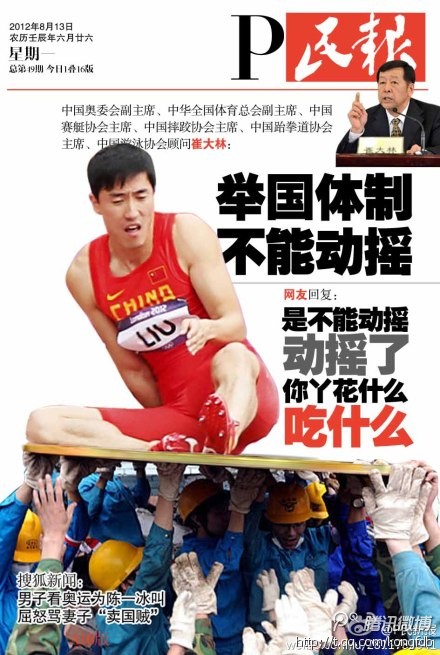 2012年8月13日
农历壬辰年六月廿六
星期一
总第49期 今日1叠16版
P民報
中国奥委会副主席、中华全国体育总会副主席、中国
赛艇协会主席、中国摔跤协会主席、中国跆拳道协会
主席、中国游泳协会顾问崔大林：
崔大林
举国体制
不能动摇
网友回复：
是不能动摇
动摇了
你丫花什么
吃什么
CHINA
London 2012
LIU
搜狐新闻：
男子看奥运为陈一冰叫
屈怒骂妻子“卖国贼”
腾讯微博